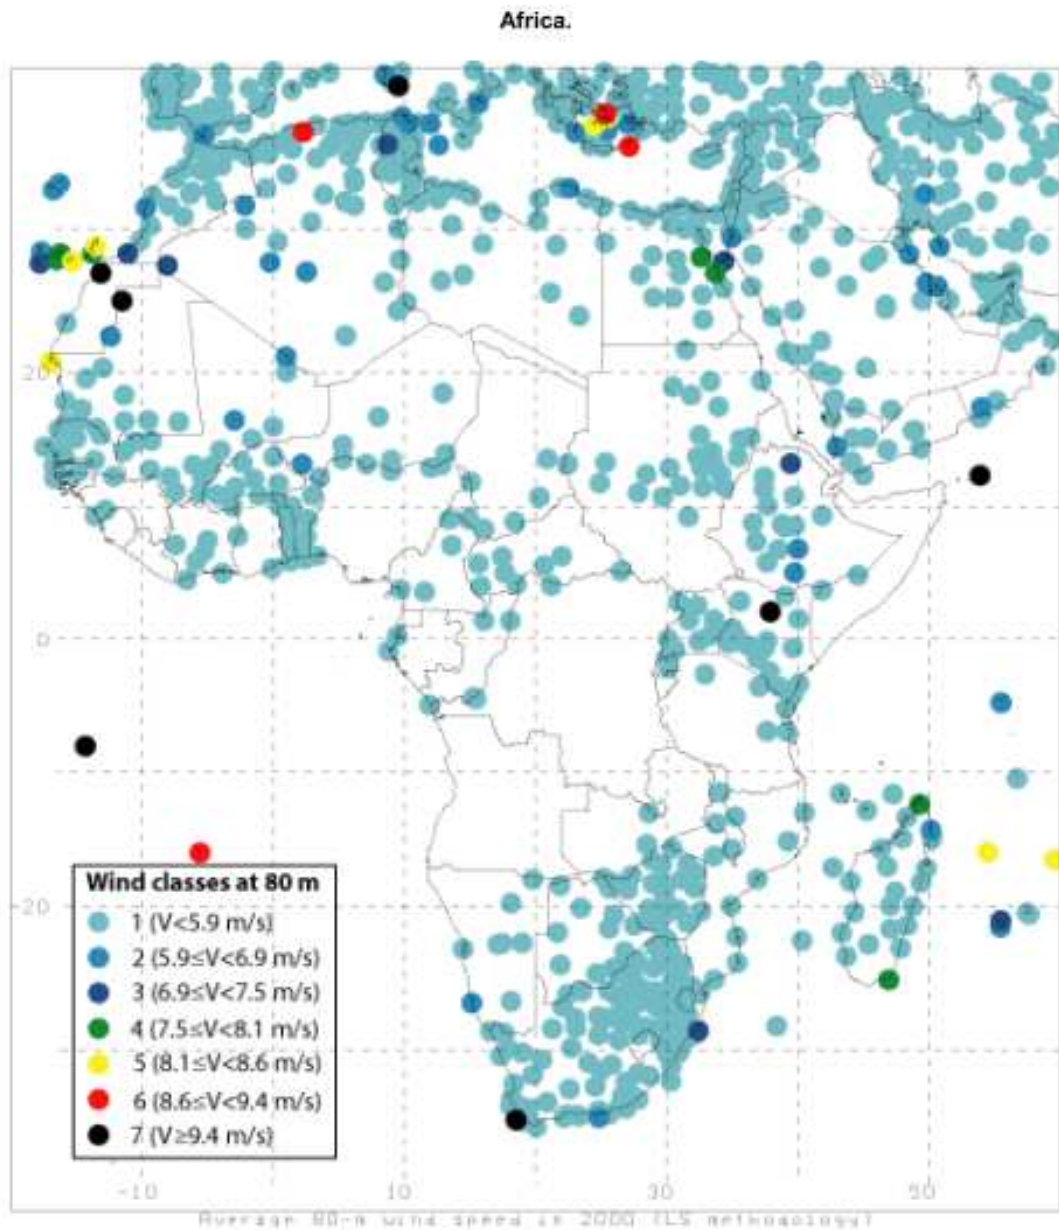 Africa.
20
0
-20
Wind classes at 80 m
1 (V<5.9 m/s)
2 (5.9≤V<6.9 m/s)
3 (6.9≤V<7.5 m/s)
4 (7.5≤V<8.1 m/s)
5 (8.1≤V<8.6 m/s)
6 (8.6≤V<9.4 m/s)
7 (V≥9.4 m/s)
-10 10 30 50
Average 80-m wind speed in 2000 (LS methodology)